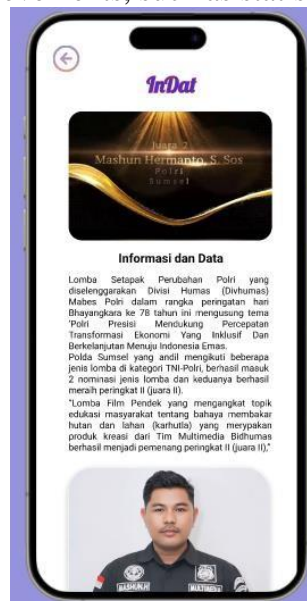 InDat
Juara 2
Mashun Hermanto, S. Sos
Polri
Sumsel
Informasi dan Data
Lomba Setapak Perubahan Polri yang
diselenggarakan Divisi Humas (Divhumas)
Mabes Polri dalam rangka peringatan hari
Bhayangkara ke 78 tahun ini mengusung tema
'Polri Presisi Mendukung Percepatan
Transformasi Ekonomi Yang Inklusif Dan
Berkelanjutan Menuju Indonesia Emas.
Polda Sumsel yang andil mengikuti beberapa
jenis lomba di kategori TNI-Polri, berhasil masuk
2 nominasi jenis lomba dan keduanya berhasil
meraih peringkat II (juara II).
"Lomba Film Pendek yang mengangkat topik
edukasi masyarakat tentang bahaya membakar
hutan dan lahan (karhutla) yang merypakan
produk kreasi dari Tim Multimedia Bidhumas
berhasil menjadi pemenang peringkat II (juara II),"
MASHUN.H
MULTIMEDIA